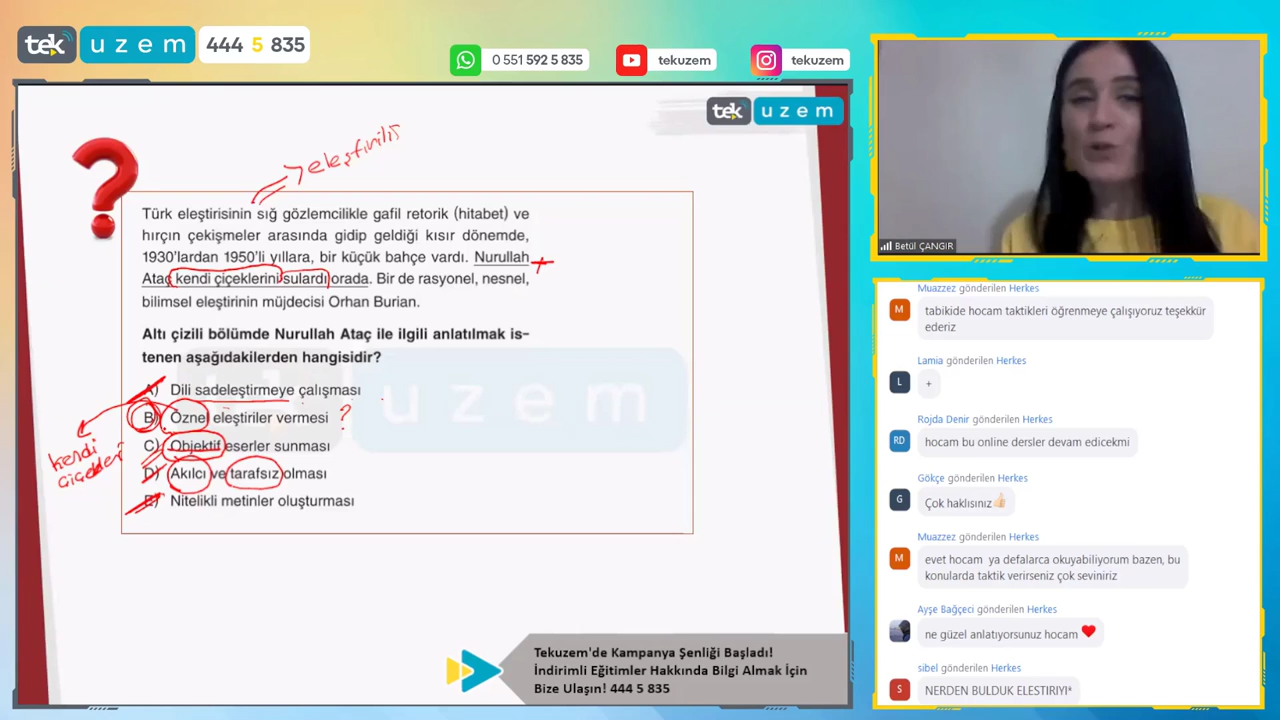 tek uzem 444 5 835
0 551 592 5 835
tekuzem
tekuzem
tek uzem
eleştiriliş
Türk eleştirisinin sığ gözlemcilikle gafil retorik (hitabet) ve
hırçın çekişmeler arasında gidip geldiği kısır dönemde,
1930'lardan 1950'li yıllara, bir küçük bahçe vardı. Nurullah
Ataç kendi çiçeklerini sulardı orada. Bir de rasyonel, nesnel,
bilimsel eleştirinin müjdecisi Orhan Burian.
Altı çizili bölümde Nurullah Ataç ile ilgili anlatılmak is-
tenen aşağıdakilerden hangisidir?
A) Dili sadeleştirmeye çalışması
B) Öznel eleştiriler vermesi ?
C) Objektif eserler sunması
D) Akılcı ve tarafsız olması
E) Nitelikli metinler oluşturması
kendi
uzem
Tekuzem'de Kampanya Şenliği Başladı!
İndirimli Eğitimler Hakkında Bilgi Almak İçin
Bize Ulaşın! 444 5 835
Betül ÇANGIR
Muazzez gönderilen Herkes
M
tabikide hocam taktikleri öğrenmeye çalışıyoruz teşekkür
ederiz
Lamia gönderilen Herkes
L
+
Rojda Denir gönderilen Herkes
RD
hocam bu online dersler devam edicekmi
Gökçe gönderilen Herkes
G
Çok haklısınız👍
Muazzez gönderilen Herkes
M
evet hocam ya defalarca okuyabiliyorum bazen, bu
konularda taktik verirseniz çok seviniriz
Ayşe Bağçeci gönderilen Herkes
ne güzel anlatıyorsunuz hocam ❤
sibel gönderilen Herkes
S
NERDEN BULDUK ELESTIRIYI*